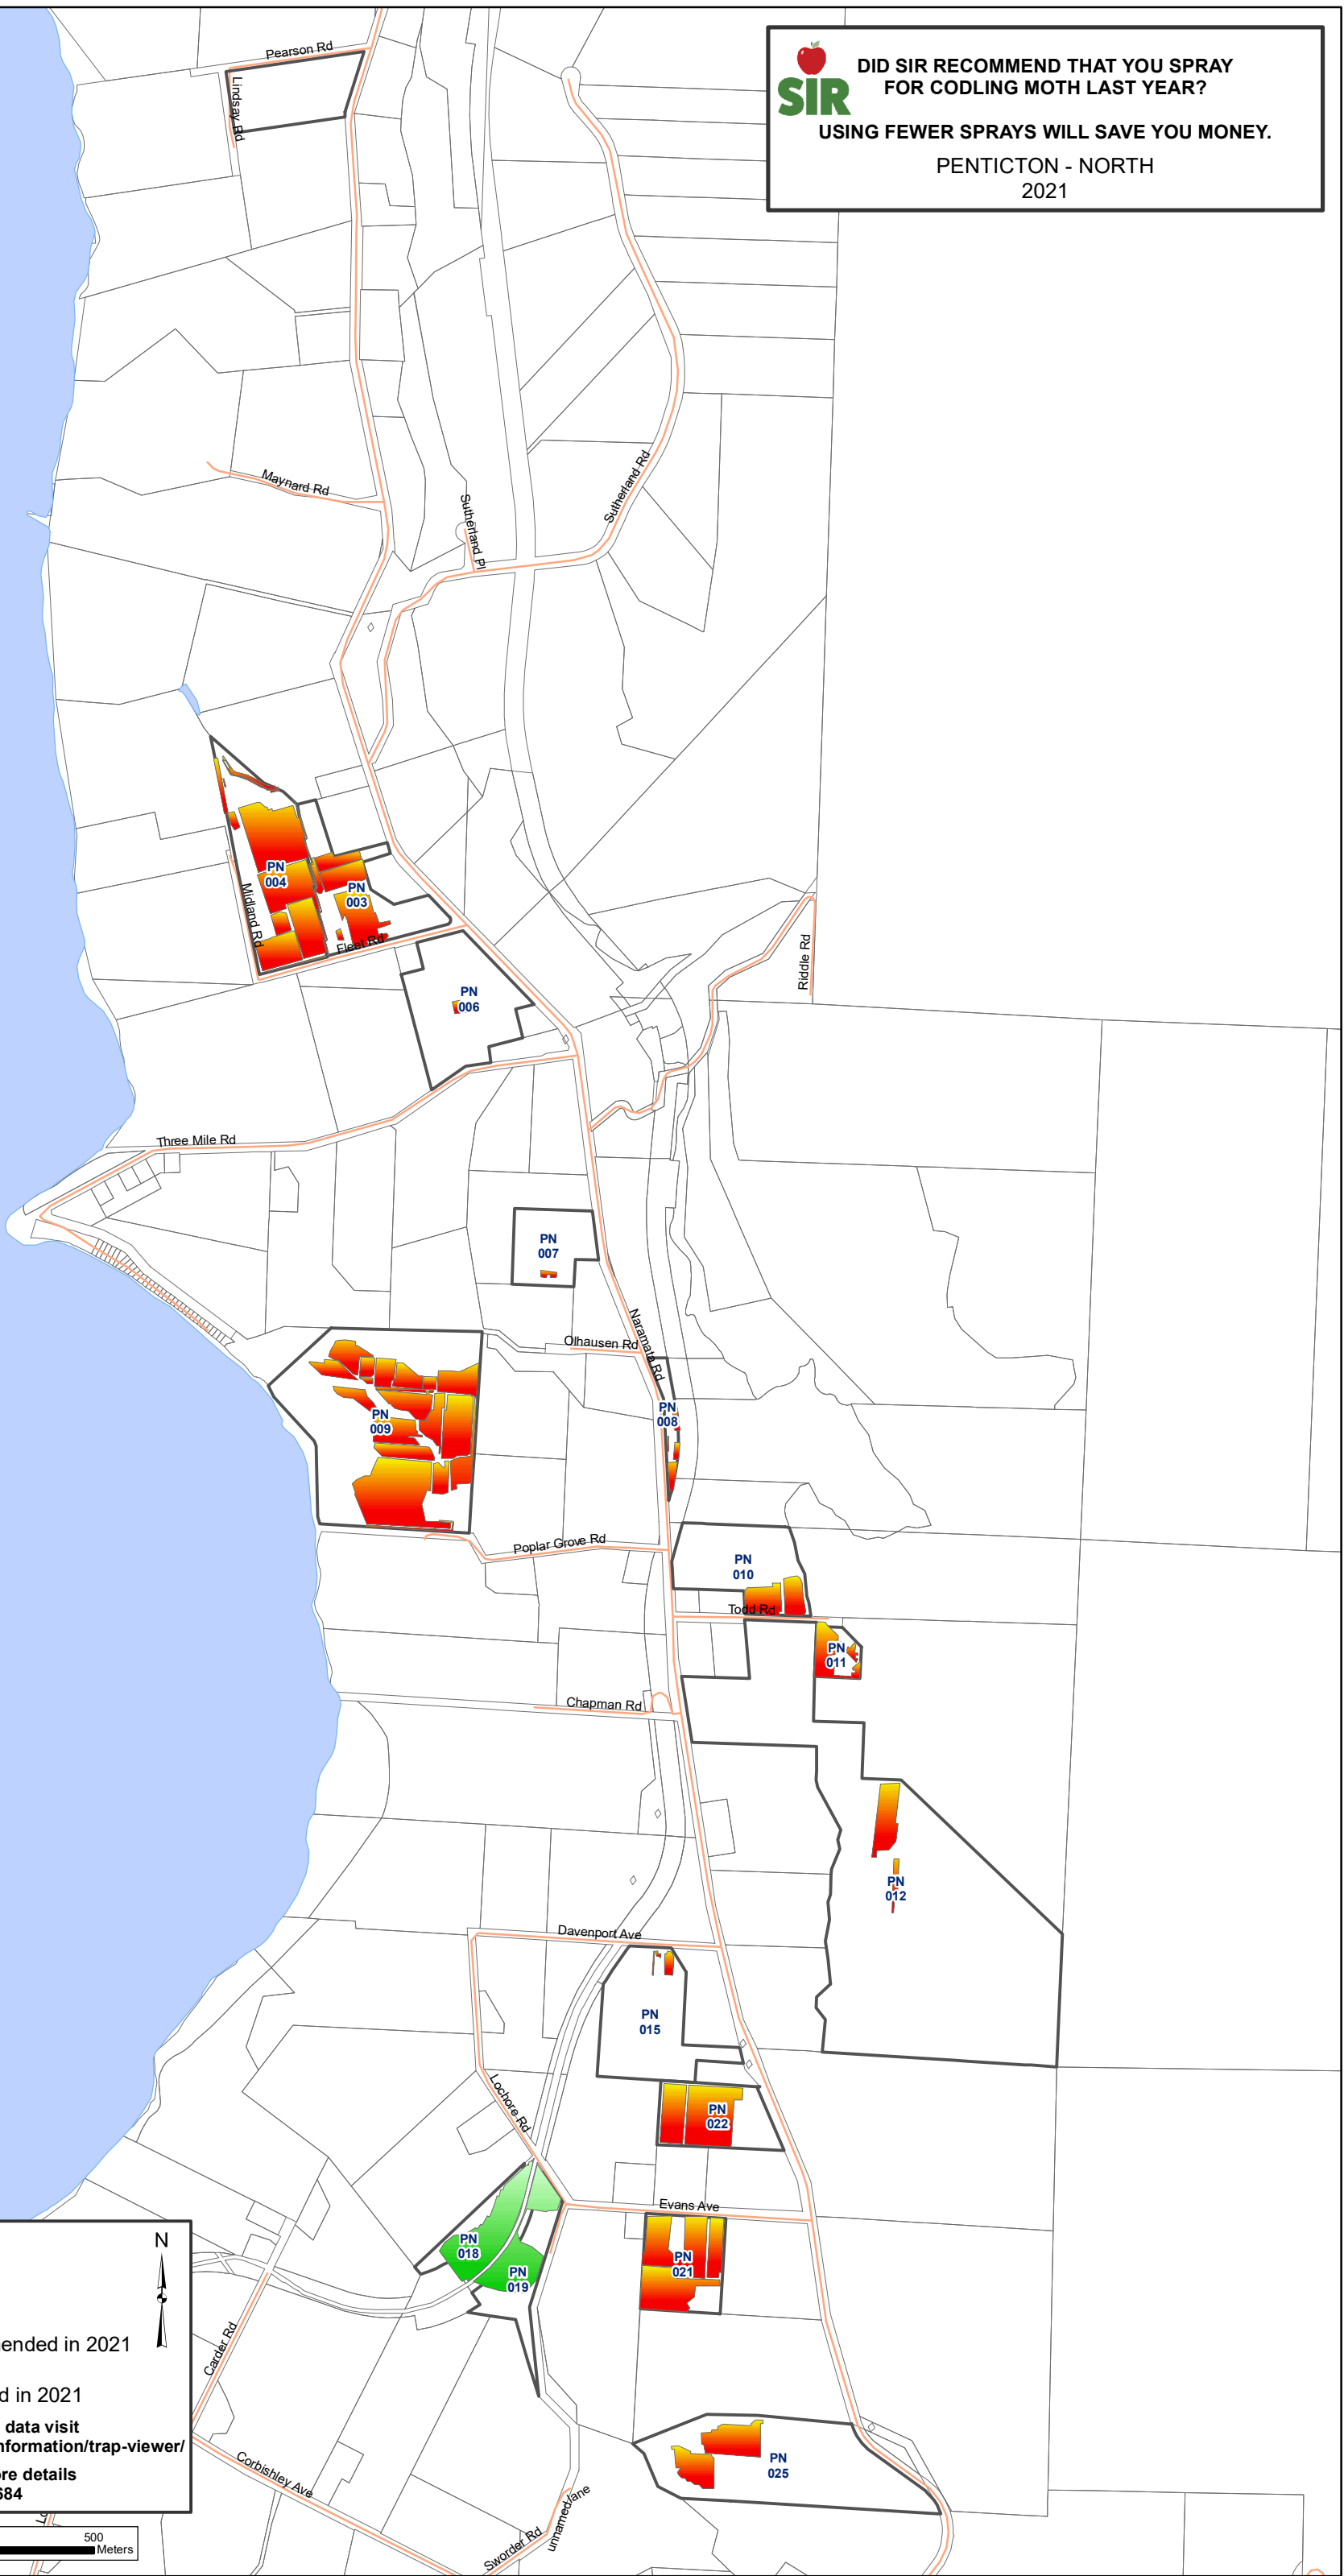 Pearson Rd
Lindsay Rd
SIR
DID SIR RECOMMEND THAT YOU SPRAY
FOR CODLING MOTH LAST YEAR?
USING FEWER SPRAYS WILL SAVE YOU MONEY.
PENTICTON - NORTH
2021
Maynard Rd
Sutherland Pl
Sutherland Rd
PN
004
PN
003
Midland Rd
Fleet Rd
Riddle Rd
PN
006
Three Mile Rd
PN
007
Naramata Rd
Olhausen Rd
PN
008
PN
009
Poplar Grove Rd
PN
010
Todd Rd
PN
011
Chapman Rd
PN
012
Davenport Ave
PN
015
Lochore Rd
PN
022
Evans Ave
PN
018
PN
019
PN
021
N
Carder Rd
ended in 2021
d in 2021
data visit
nformation/trap-viewer/
re details
684
Corbishley Ave
PN
025
unnamed lane
Sworder Rd
500
Meters